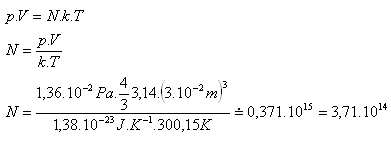 p.V = N.k.T
N = p.V / k.T
N = 1,36.10⁻² Pa.4/3 3,14.(3.10⁻² m)³ / 1,38.10⁻²³ J.K⁻¹.300,15K ≐ 0,371.10¹⁵ = 3,71.10¹⁴